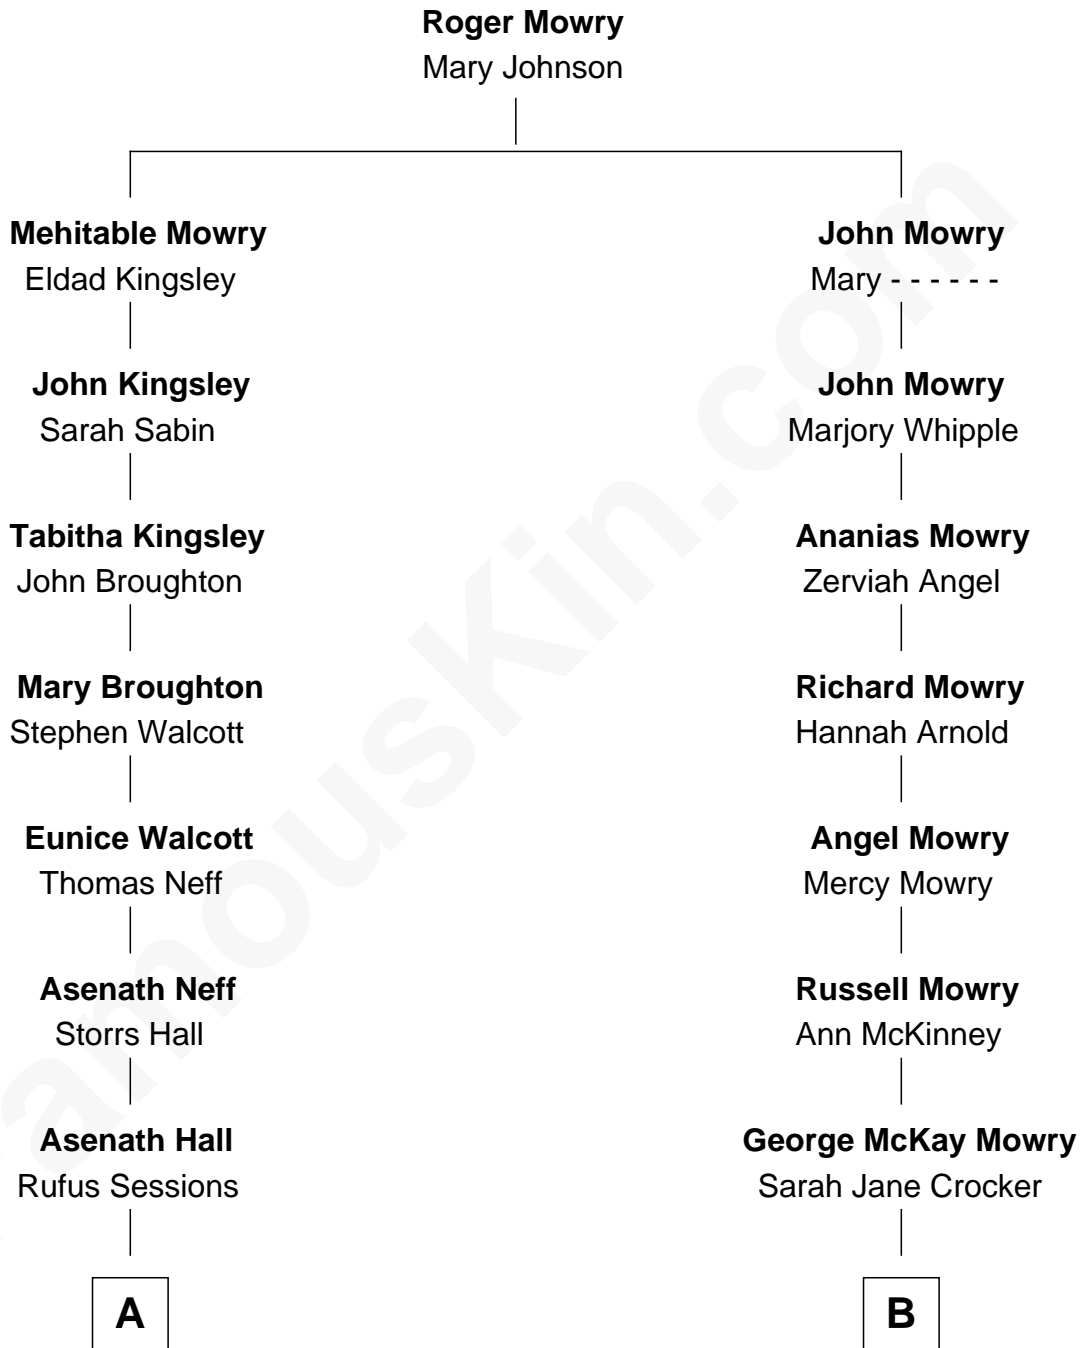 Roger Mowry
Mary Johnson
Mehitable Mowry
Eldad Kingsley
John Mowry
Mary - - - - - -
John Kingsley
Sarah Sabin
John Mowry
Marjory Whipple
Tabitha Kingsley
John Broughton
Ananias Mowry
Zerviah Angel
Mary Broughton
Stephen Walcott
Richard Mowry
Hannah Arnold
Eunice Walcott
Thomas Neff
Angel Mowry
Mercy Mowry
Asenath Neff
Storrs Hall
Russell Mowry
Ann McKinney
Asenath Hall
Rufus Sessions
George McKay Mowry
Sarah Jane Crocker
A
B
amousKin.com